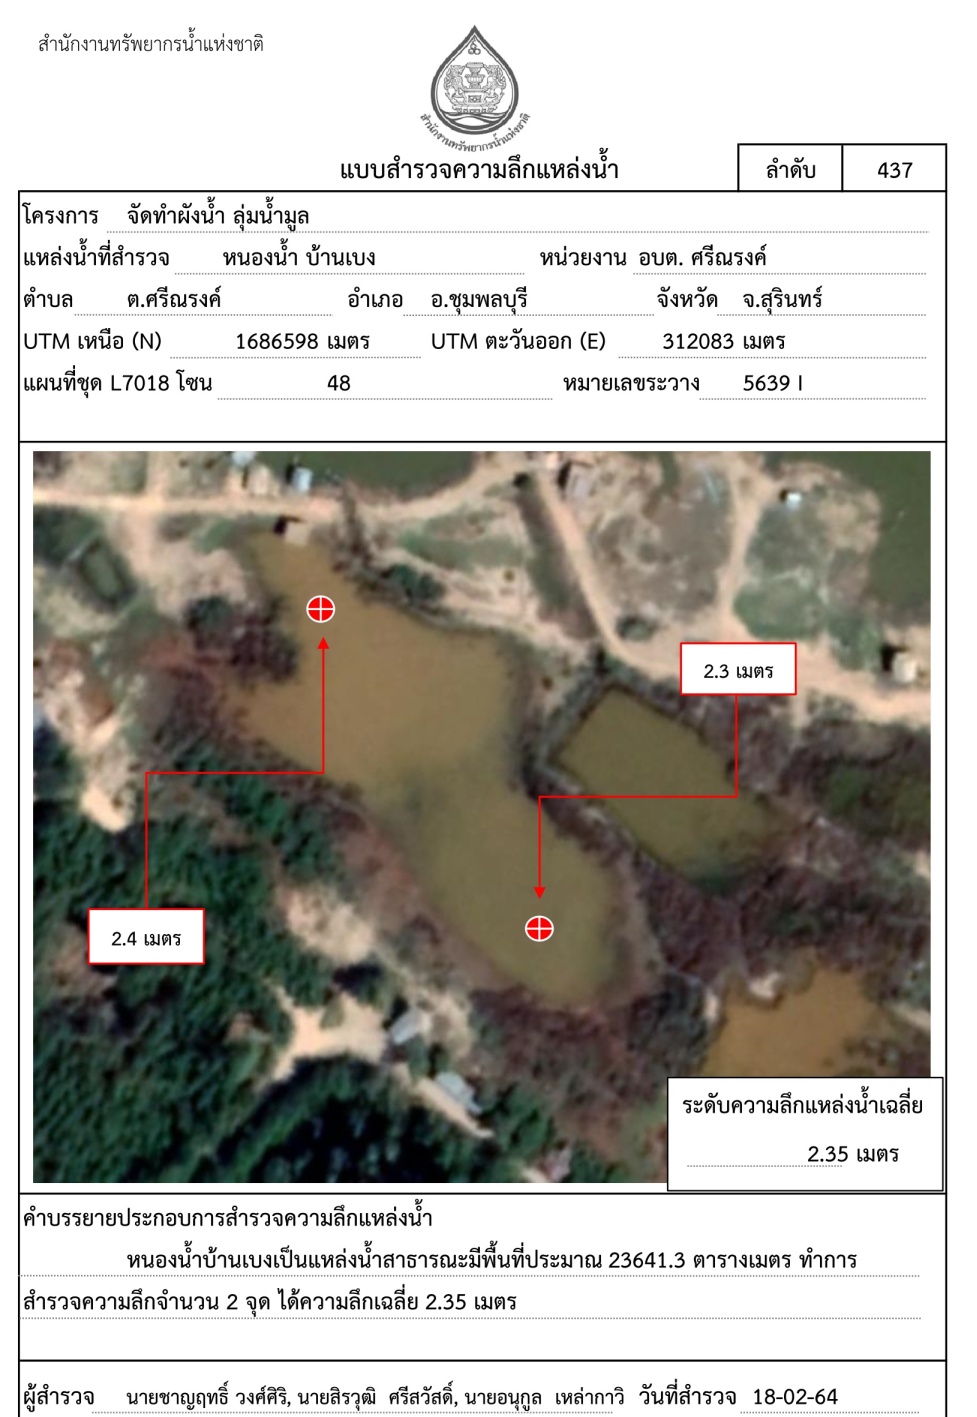 สำนักงานทรัพยากรน้ำแห่งชาติ
สำนักงานทรัพยากรน้ำแห่งชาติ
แบบสำรวจความลึกแหล่งน้ำ
ลำดับ 437
โครงการ จัดทำผังน้ำ ลุ่มน้ำมูล
แหล่งน้ำที่สำรวจ หนองน้ำ บ้านเบง หน่วยงาน อบต. ศรีณรงค์
ตำบล ต.ศรีณรงค์ อำเภอ อ.ชุมพลบุรี จังหวัด จ.สุรินทร์
UTM เหนือ (N) 1686598 เมตร UTM ตะวันออก (E) 312083 เมตร
แผนที่ชุด L7018 โซน 48 หมายเลขระวาง 5639 I
2.3 เมตร
2.4 เมตร
ระดับความลึกแหล่งน้ำเฉลี่ย
2.35 เมตร
คำบรรยายประกอบการสำรวจความลึกแหล่งน้ำ
หนองน้ำบ้านเบงเป็นแหล่งน้ำสาธารณะมีพื้นที่ประมาณ 23641.3 ตารางเมตร ทำการ
สำรวจความลึกจำนวน 2 จุด ได้ความลึกเฉลี่ย 2.35 เมตร
ผู้สำรวจ นายชาญฤทธิ์ วงศ์ศิริ, นายสิรวุฒิ ศรีสวัสดิ์, นายอนุกูล เหล่ากาวี วันที่สำรวจ 18-02-64